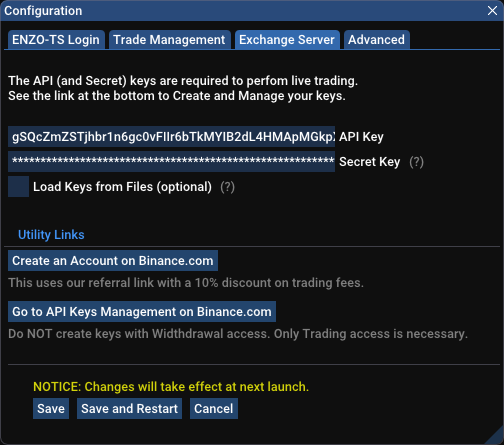 Configuration
ENZO-TS Login Trade Management Exchange Server Advanced
The API (and Secret) keys are required to perfom live trading.
See the link at the bottom to Create and Manage your keys.
API Key
**************************************************************** Secret Key (?)
Load Keys from Files (optional) (?)
Utility Links
Create an Account on Binance.com
This uses our referral link with a 10% discount on trading fees.
Go to API Keys Management on Binance.com
Do NOT create keys with Widthdrawal access. Only Trading access is necessary.
NOTICE: Changes will take effect at next launch.
Save Save and Restart Cancel